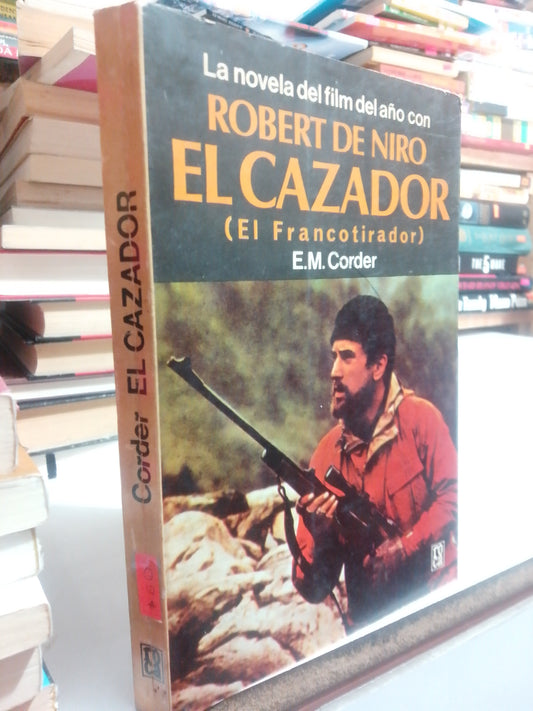 La novela del film del año con
ROBERT DE NIRO
EL CAZADOR
(El Francotirador)
E.M. Corder
Corder EL CAZADOR